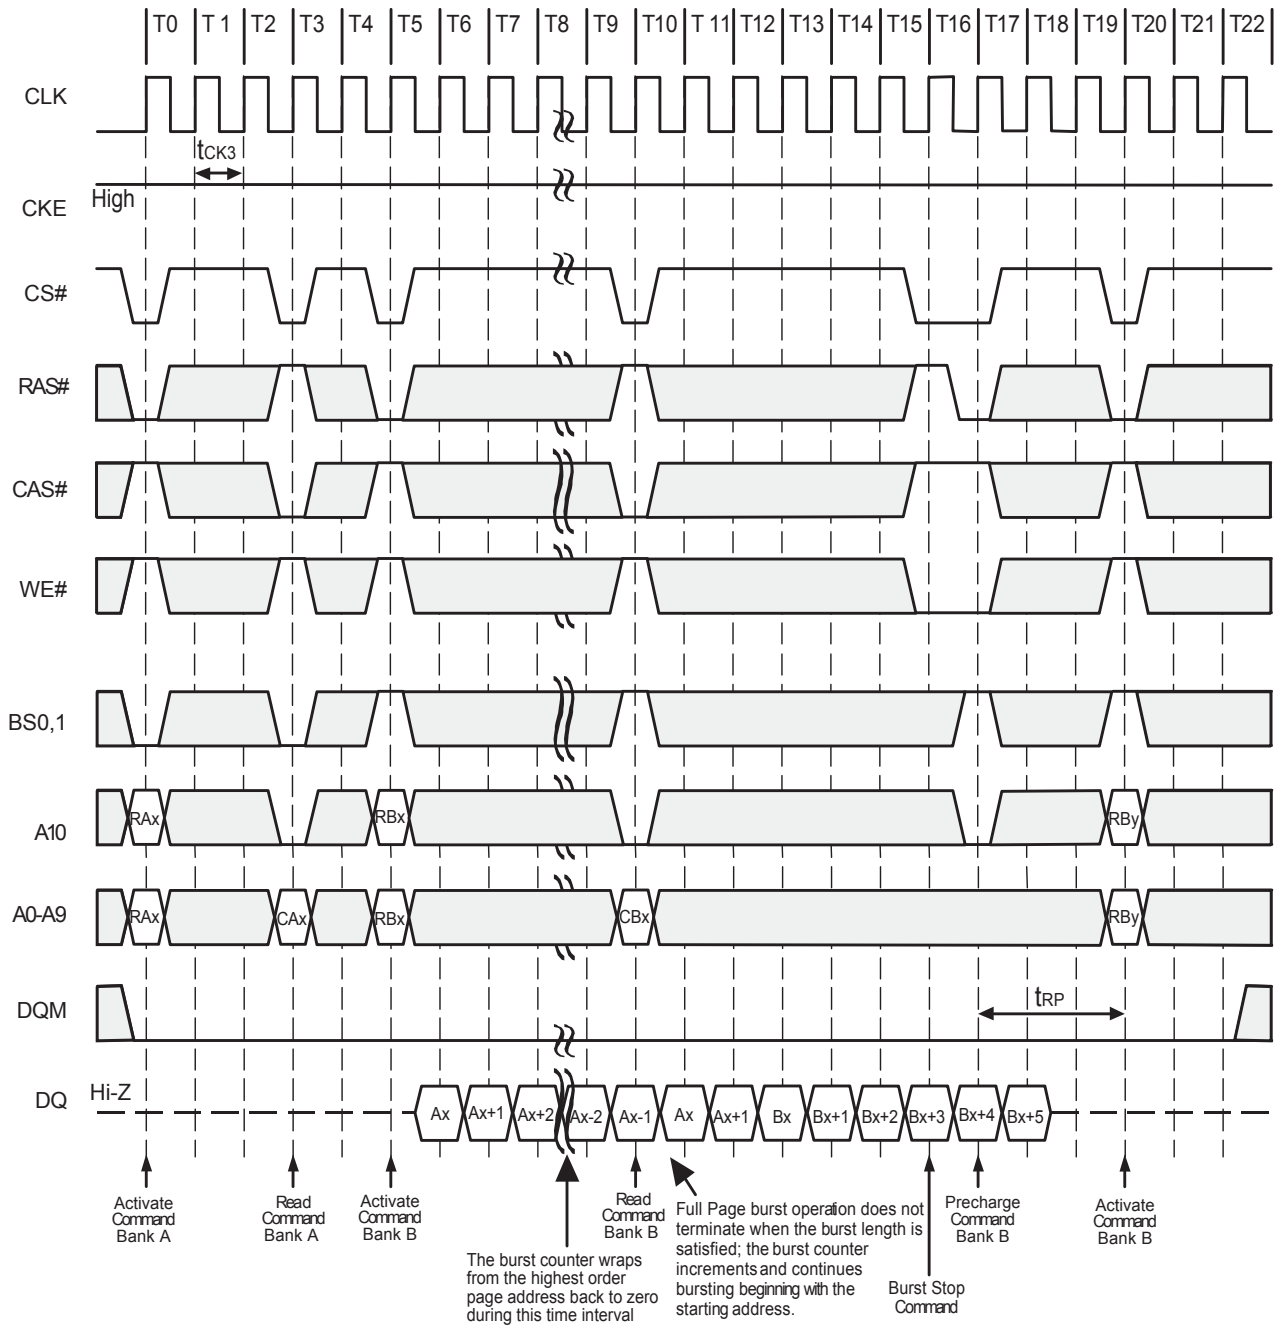 T0 T 1 T2 T3 T4 T5 T6 T7 T8 T9 T10 T 11 T12 T13 T14 T15 T16 T17 T18 T19 T20 T21 T22
CLK
tCK3
High
CKE
CS#
RAS#
CAS#
WE#
BS0,1
A10
RAx RBx RBy
A0-A9
RAx CAx RBx CBx RBy
DQM
tRP
DQ
Hi-Z
Ax Ax+1 Ax+2 Ax-2 Ax-1 Ax Ax+1 Bx Bx+1 Bx+2 Bx+3 Bx+4 Bx+5
Activate
Command
Bank A
Read
Command
Bank A
Activate
Command
Bank B
The burst counter wraps
from the highest order
page address back to zero
during this time interval
Read
Command
Bank B
Full Page burst operation does not
terminate when the burst length is
satisfied; the burst counter
increments and continues
bursting beginning with the
starting address.
Burst Stop
Command
Precharge
Command
Bank B
Activate
Command
Bank B